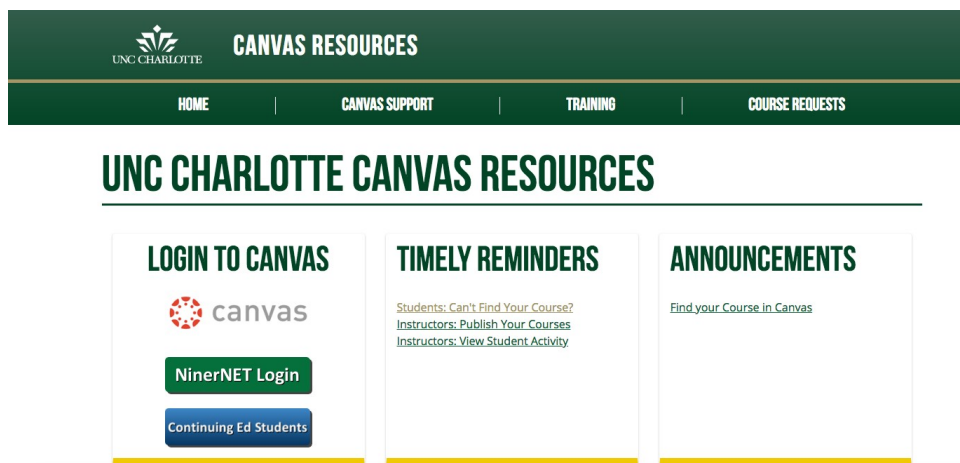 UNC CHARLOTTE
CANVAS RESOURCES
HOME
CANVAS SUPPORT
TRAINING
COURSE REQUESTS
UNC CHARLOTTE CANVAS RESOURCES
LOGIN TO CANVAS
canvas
NinerNET Login
Continuing Ed Students
TIMELY REMINDERS
Students: Can't Find Your Course?
Instructors: Publish Your Courses
Instructors: View Student Activity
ANNOUNCEMENTS
Find your Course in Canvas